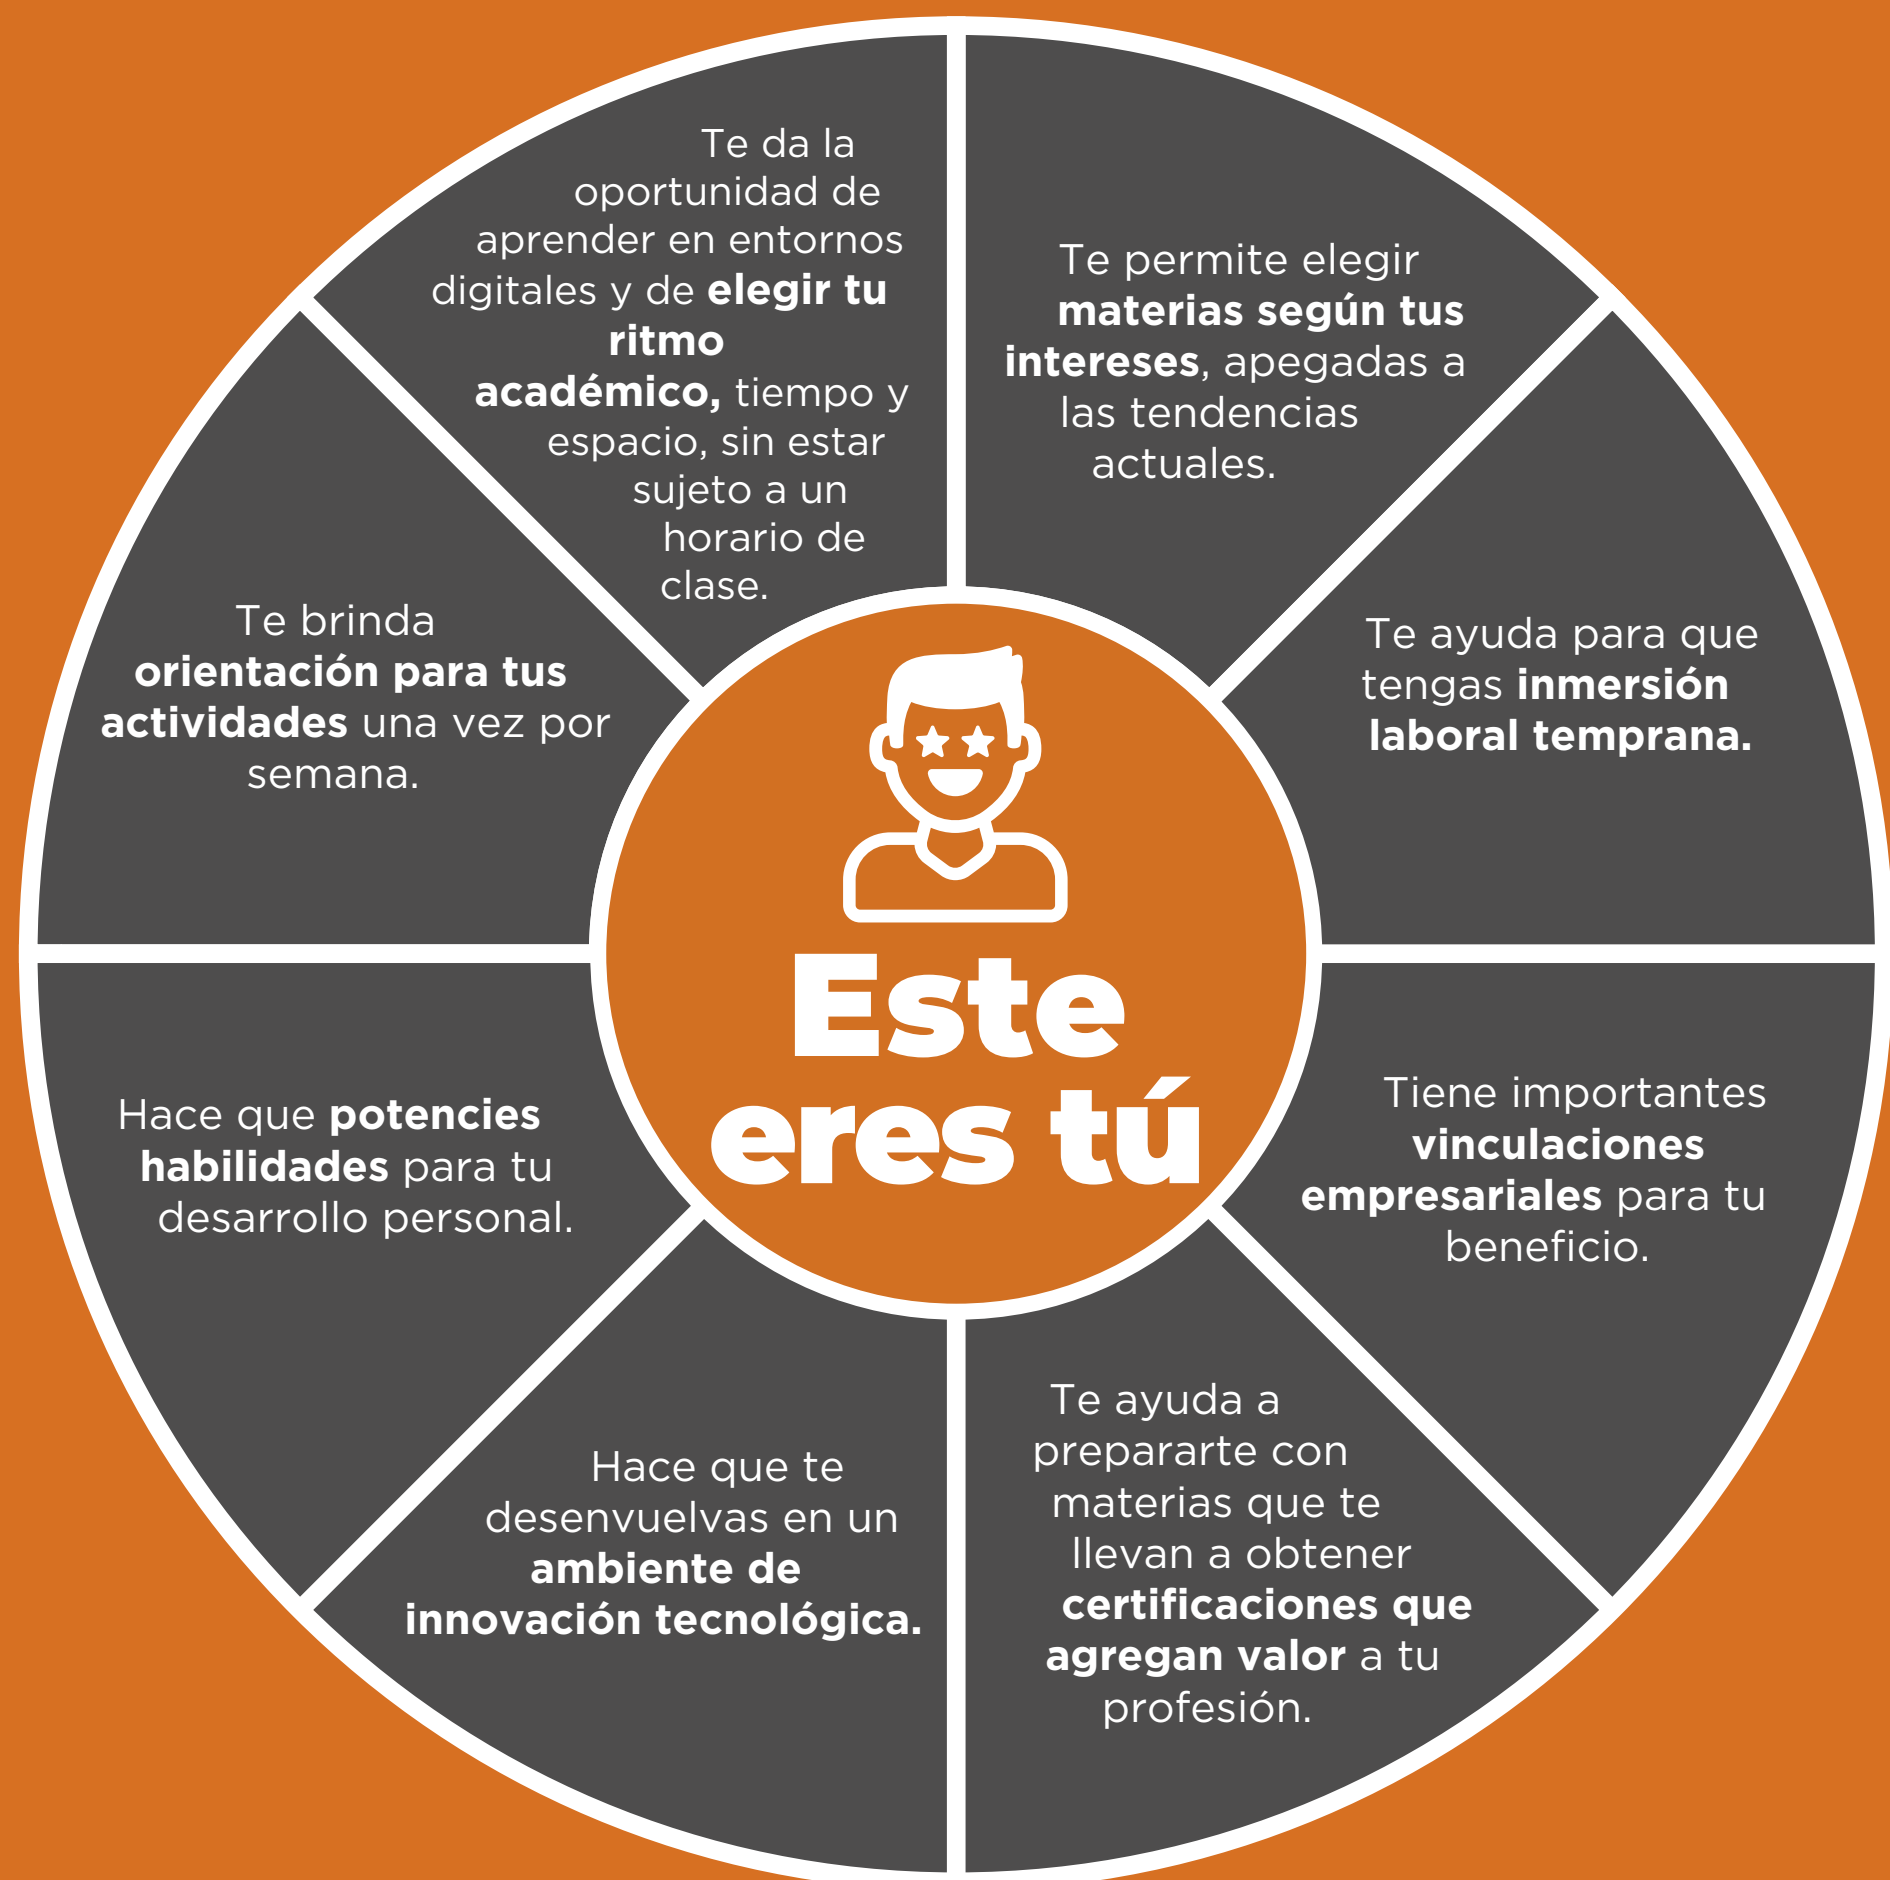 Te da la
oportunidad de
aprender en entornos
digitales y de elegir tu
ritmo
académico, tiempo y
espacio, sin estar
sujeto a un
horario de
clase.
Te permite elegir
materias según tus
intereses, apegadas a
las tendencias
actuales.
Te ayuda para que
tengas inmersión
laboral temprana.
Tiene importantes
vinculaciones
empresariales para tu
beneficio.
Te ayuda a
prepararte con
materias que te
llevan a obtener
certificaciones que
agregan valor a tu
profesión.
Hace que te
desenvuelvas en un
ambiente de
innovación tecnológica.
Hace que potencies
habilidades para tu
desarrollo personal.
Te brinda
orientación para tus
actividades una vez por
semana.
Este
eres tú